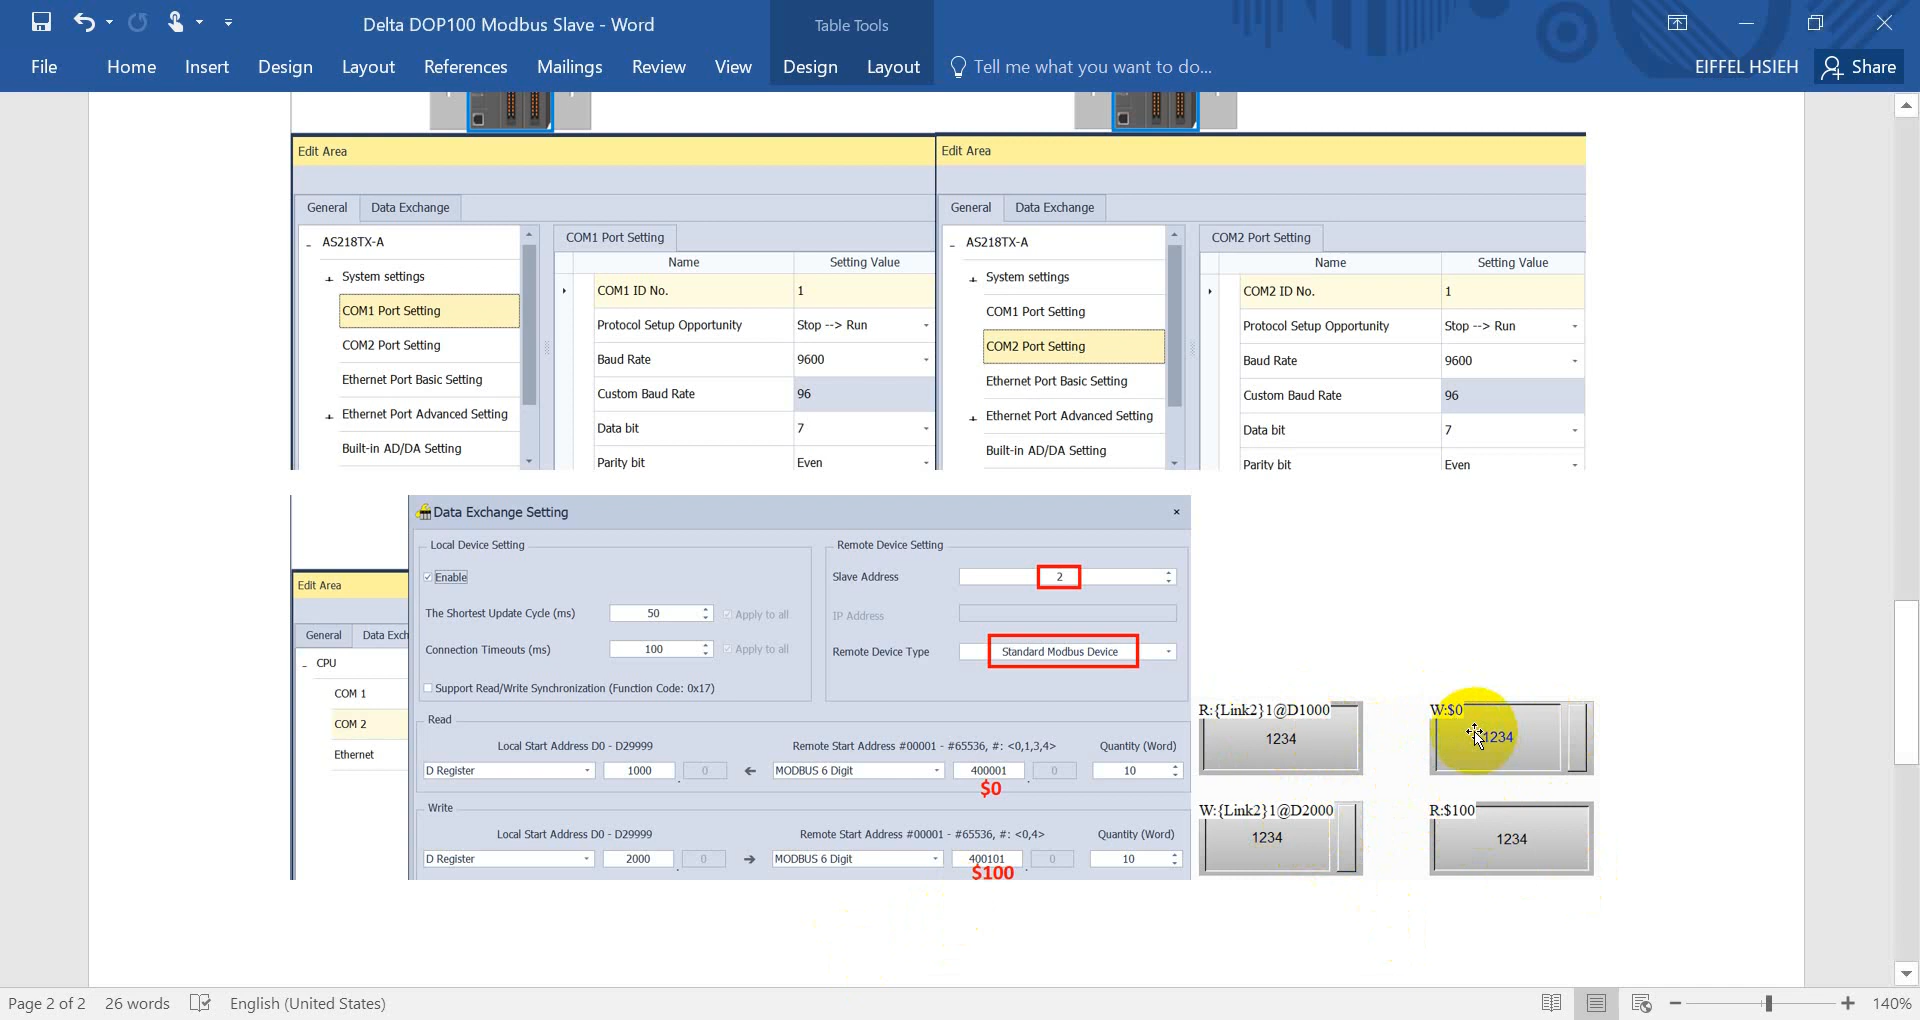 Delta DOP100 Modbus Slave - Word
Table Tools
File Home Insert Design Layout References Mailings Review View Design Layout Tell me what you want to do... EIFFEL HSIEH Share
Edit Area
Edit Area
General Data Exchange
General Data Exchange
AS218TX-A
System settings
COM1 Port Setting
COM2 Port Setting
Ethernet Port Basic Setting
Ethernet Port Advanced Setting
Built-in AD/DA Setting
COM1 Port Setting
Name Setting Value
COM1 ID No. 1
Protocol Setup Opportunity Stop --> Run
Baud Rate 9600
Custom Baud Rate 96
Data bit 7
Parity bit Even
AS218TX-A
System settings
COM1 Port Setting
COM2 Port Setting
Ethernet Port Basic Setting
Ethernet Port Advanced Setting
Built-in AD/DA Setting
COM2 Port Setting
Name Setting Value
COM2 ID No. 1
Protocol Setup Opportunity Stop --> Run
Baud Rate 9600
Custom Baud Rate 96
Data bit 7
Parity bit Even
Edit Area
General Data Exch
CPU
COM 1
COM 2
Ethernet
Data Exchange Setting
Local Device Setting
Enable
The Shortest Update Cycle (ms) 50 Apply to all
Connection Timeouts (ms) 100 Apply to all
Support Read/Write Synchronization (Function Code: 0x17)
Remote Device Setting
Slave Address 2
IP Address
Remote Device Type Standard Modbus Device
Read
Local Start Address D0 - D29999 Remote Start Address #00001 - #65536, #: <0,1,3,4> Quantity (Word)
D Register 1000 . 0 MODBUS 6 Digit 400001 . 0 10
$0
Write
Local Start Address D0 - D29999 Remote Start Address #00001 - #65536, #: <0,4> Quantity (Word)
D Register 2000 . 0 MODBUS 6 Digit 400101 . 0 10
$100
R:{Link2}1@D1000
1234
W:$0
1234
W:{Link2}1@D2000
1234
R:$100
1234
Page 2 of 2 26 words English (United States) 140%